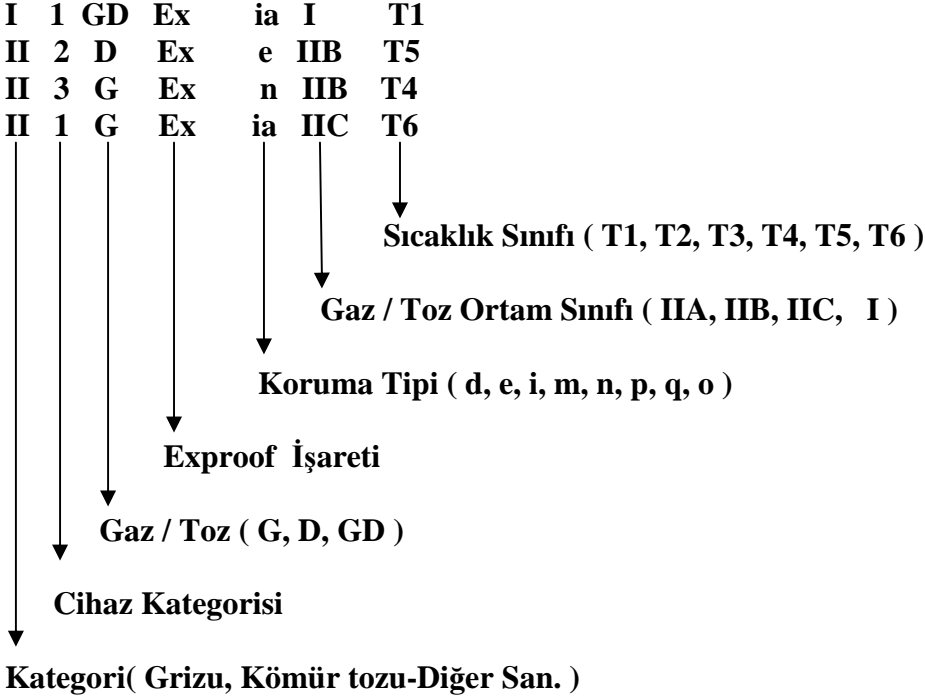 I 1 GD Ex ia I T1
II 2 D Ex e IIB T5
II 3 G Ex n IIB T4
II 1 G Ex ia IIC T6
Sıcaklık Sınıfı ( T1, T2, T3, T4, T5, T6 )
Gaz / Toz Ortam Sınıfı ( IIA, IIB, IIC, I )
Koruma Tipi ( d, e, i, m, n, p, q, o )
Exproof İşareti
Gaz / Toz ( G, D, GD )
Cihaz Kategorisi
Kategori( Grizu, Kömür tozu-Diğer San. )